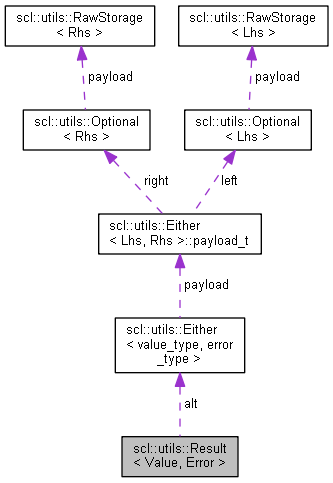 scl::utils::RawStorage
< Rhs >
scl::utils::RawStorage
< Lhs >
payload
payload
scl::utils::Optional
< Rhs >
scl::utils::Optional
< Lhs >
right
left
scl::utils::Either
< Lhs, Rhs >::payload_t
payload
scl::utils::Either
< value_type, error
_type >
alt
scl::utils::Result
< Value, Error >